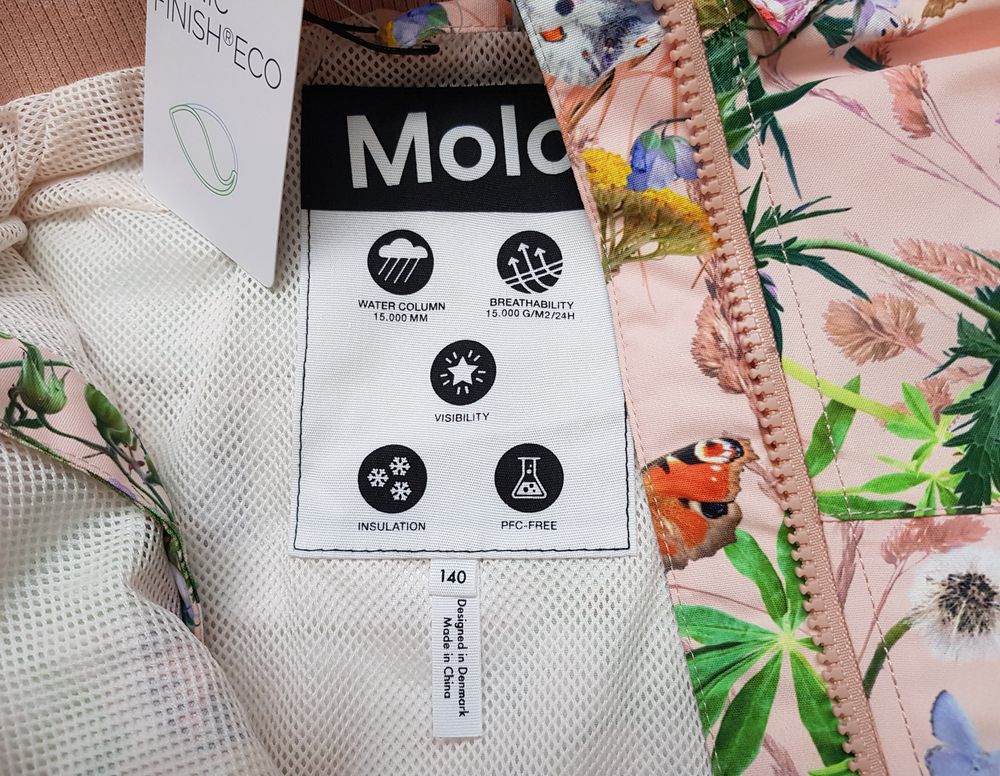 FINISH®ECO
Molo
WATER COLUMN
15.000 MM
BREATHABILITY
15.000 G/M2/24H
VISIBILITY
INSULATION
PFC-FREE
140
Designed in Denmark
Made in China